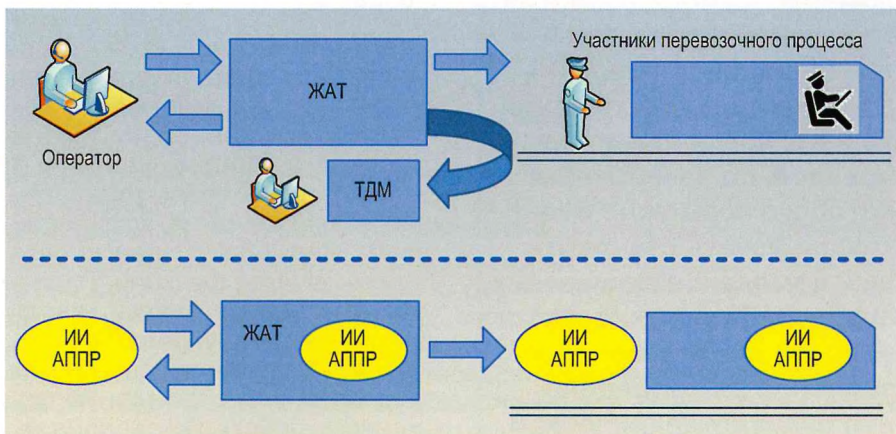 Участники перевозочного процесса
ЖАТ
Оператор
ТДМ
ИИ
АППР
ЖАТ
ИИ
АППР
ИИ
АППР
ИИ
АППР